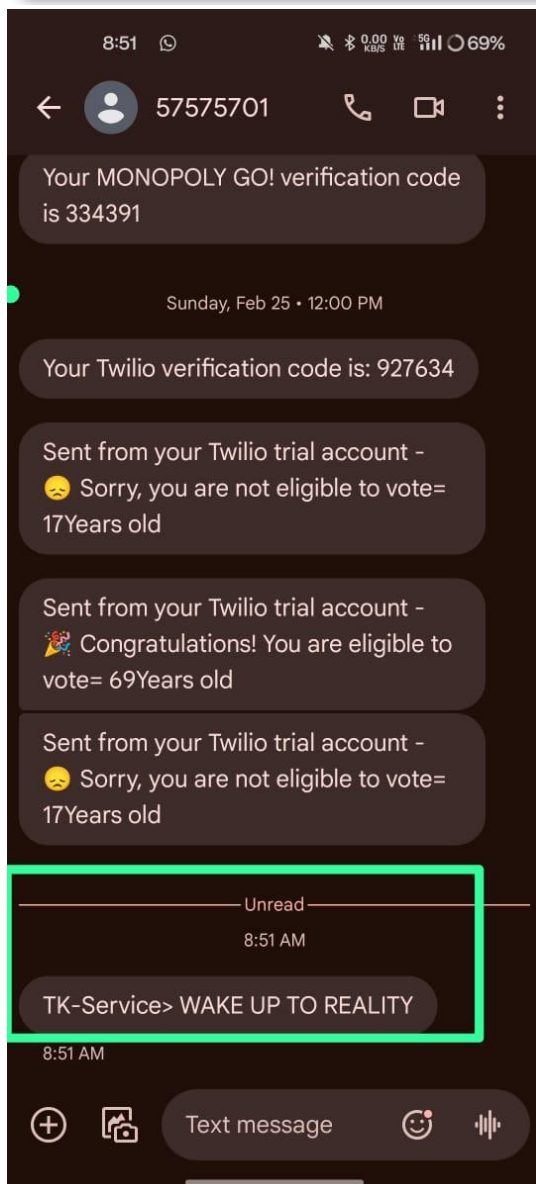 8:51 0.00 KB/S Vo LTE 5G 69%
57575701
Your MONOPOLY GO! verification code
is 334391
Sunday, Feb 25 • 12:00 PM
Your Twilio verification code is: 927634
Sent from your Twilio trial account -
😞 Sorry, you are not eligible to vote=
17Years old
Sent from your Twilio trial account -
🎉 Congratulations! You are eligible to
vote= 69Years old
Sent from your Twilio trial account -
😞 Sorry, you are not eligible to vote=
17Years old
Unread
8:51 AM
TK-Service> WAKE UP TO REALITY
8:51 AM
Text message